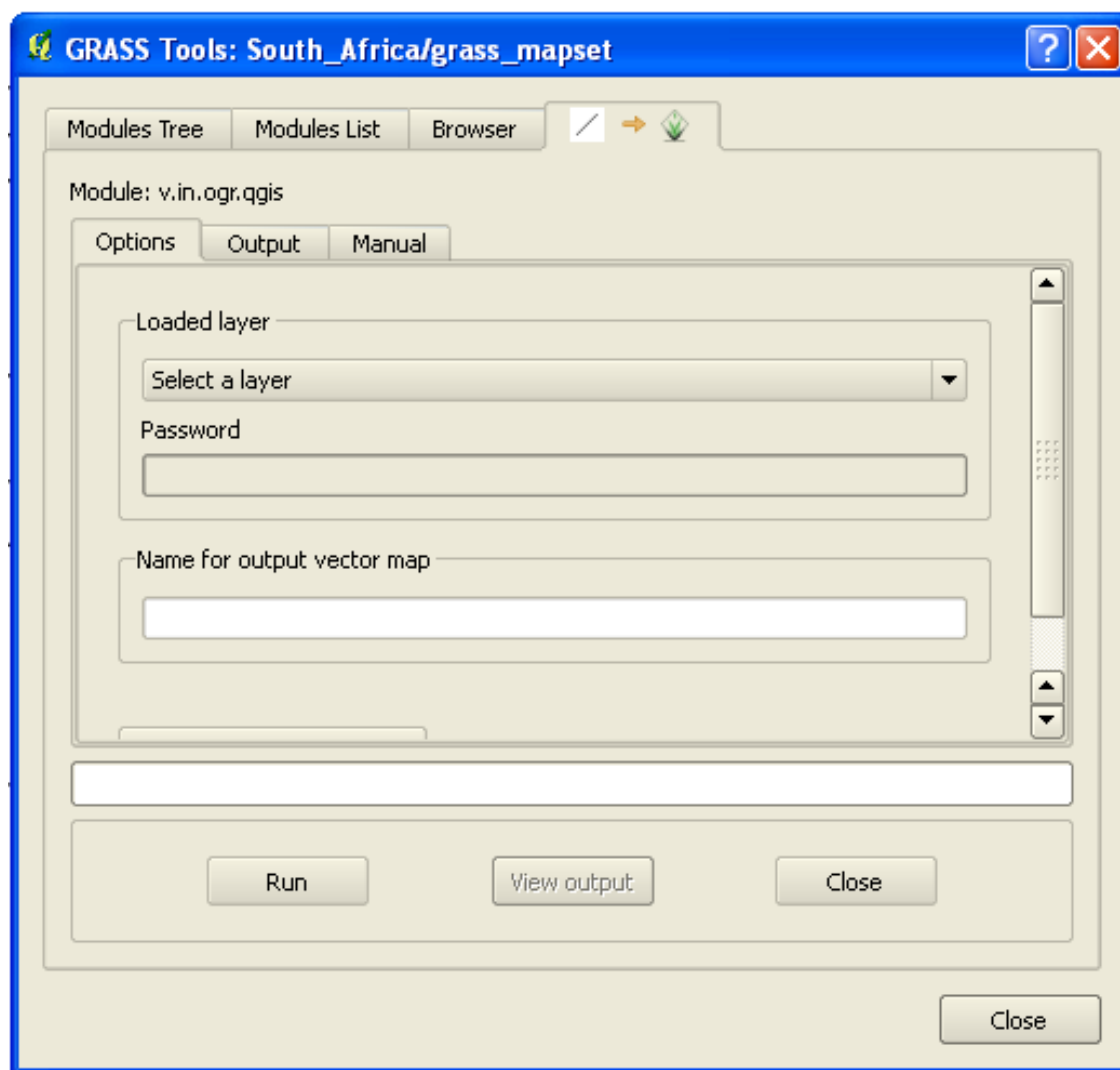 GRASS Tools: South_Africa/grass_mapset
Modules Tree Modules List Browser
Module: v.in.ogr.qgis
Options Output Manual
Loaded layer
Select a layer
Password
Name for output vector map
Run View output Close
Close